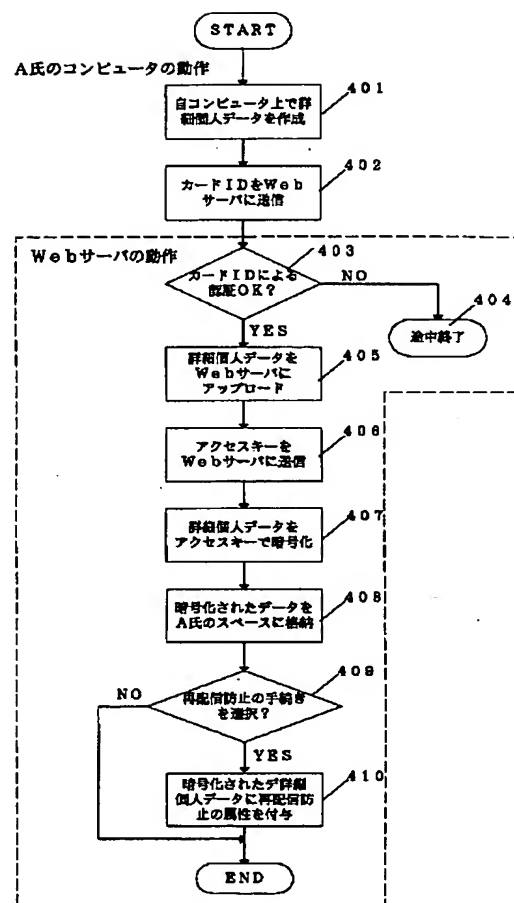 START
A氏のコンピュータの動作
401
自コンピュータ上で詳
細個人データを作成
402
カードIDをWeb
サーバに送信
Webサーバの動作
403
カードIDによる
認証OK?
NO
404
途中終了
YES
405
詳細個人データを
Webサーバに
アップロード
406
アクセスキーを
Webサーバに送信
407
詳細個人データを
アクセスキーで暗号化
408
暗号化されたデータを
A氏のスペースに格納
409
NO
再配信防止の手続き
を選択?
YES
410
暗号化されたデ詳細
個人データに再配信防
止の属性を付与
END